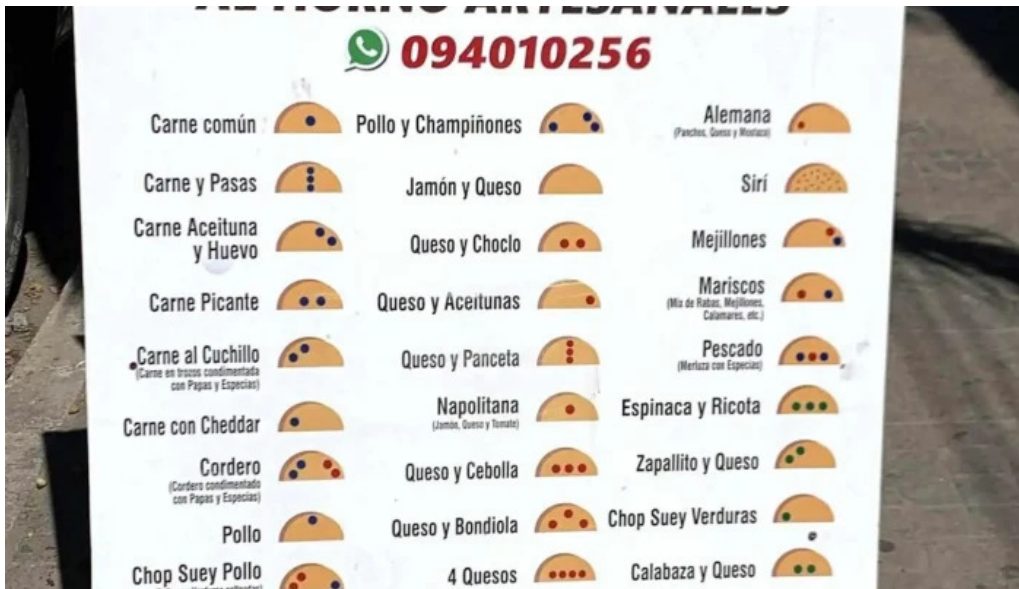 AL HORNO ARTESANALES
094010256
Carne común
Carne y Pasas
Carne Aceituna
y Huevo
Carne Picante
Carne al Cuchillo
(Carne en trozos condimentada
con Papas y Especias)
Carne con Cheddar
Cordero
(Cordero condimentado
con Papas y Especias)
Pollo
Chop Suey Pollo
Pollo y Champiñones
Jamón y Queso
Queso y Choclo
Queso y Aceitunas
Queso y Panceta
Napolitana
(Jamón, Queso y Tomate)
Queso y Cebolla
Queso y Bondiola
4 Quesos
Alemana
(Panchos, Queso y Mostaza)
Sirí
Mejillones
Mariscos
(Mix de Rabas, Mejillones,
Calamares, etc.)
Pescado
(Merluza con Especias)
Espinaca y Ricota
Zapallito y Queso
Chop Suey Verduras
Calabaza y Queso